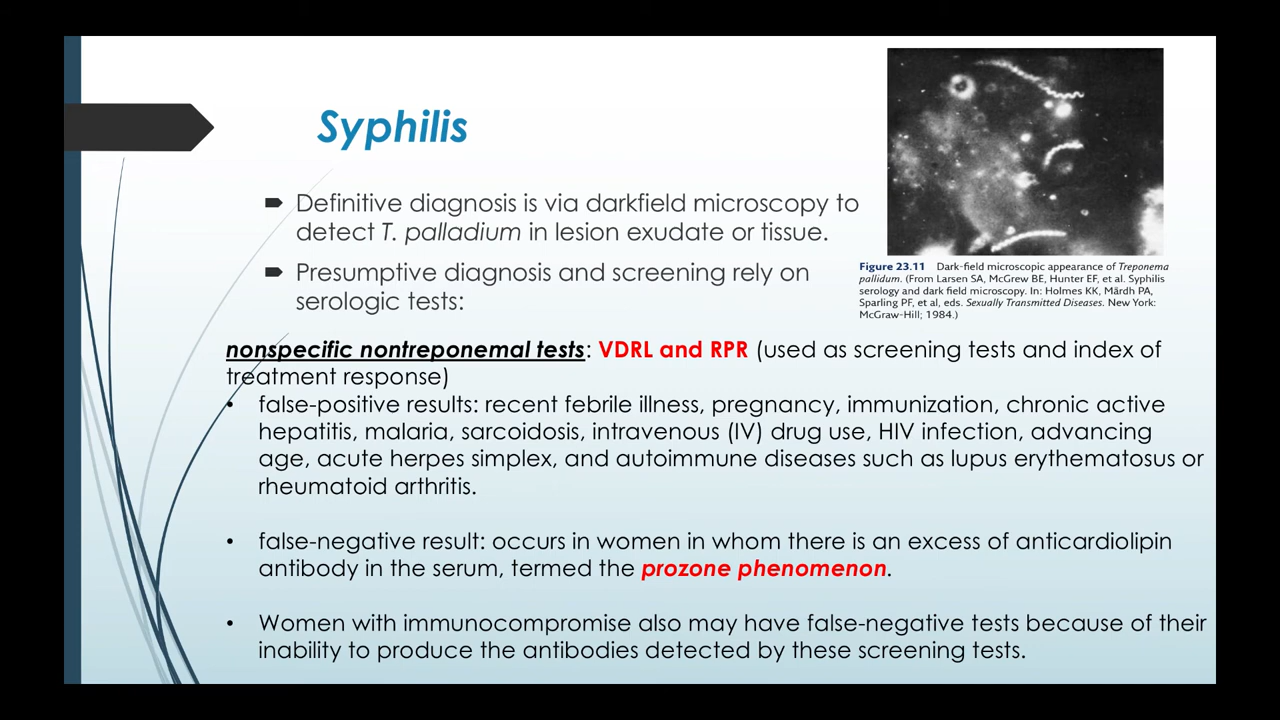 Syphilis
Definitive diagnosis is via darkfield microscopy to
detect T. palladium in lesion exudate or tissue.
Presumptive diagnosis and screening rely on
serologic tests:
Figure 23.11 Dark-field microscopic appearance of Treponema
pallidum. (From Larsen SA, McGrew BE, Hunter EF, et al. Syphilis
serology and dark field microscopy. In: Holmes KK, Mårdh PA,
Sparling PF, et al, eds. Sexually Transmitted Diseases. New York:
McGraw-Hill; 1984.)
nonspecific nontreponemal tests: VDRL and RPR (used as screening tests and index of
treatment response)
• false-positive results: recent febrile illness, pregnancy, immunization, chronic active
hepatitis, malaria, sarcoidosis, intravenous (IV) drug use, HIV infection, advancing
age, acute herpes simplex, and autoimmune diseases such as lupus erythematosus or
rheumatoid arthritis.
• false-negative result: occurs in women in whom there is an excess of anticardiolipin
antibody in the serum, termed the prozone phenomenon.
• Women with immunocompromise also may have false-negative tests because of their
inability to produce the antibodies detected by these screening tests.